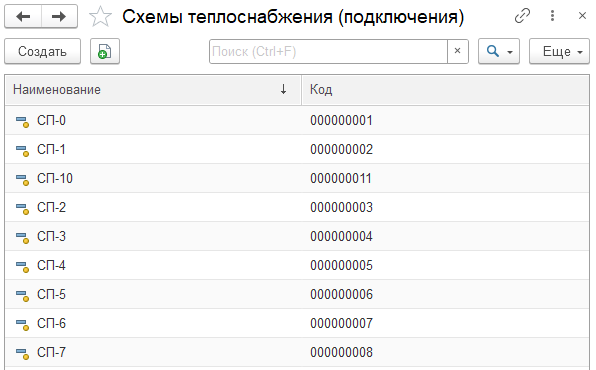 Схемы теплоснабжения (подключения)
Создать Поиск (Ctrl+F) × Еще
Наименование ↓ Код
СП-0 000000001
СП-1 000000002
СП-10 000000011
СП-2 000000003
СП-3 000000004
СП-4 000000005
СП-5 000000006
СП-6 000000007
СП-7 000000008